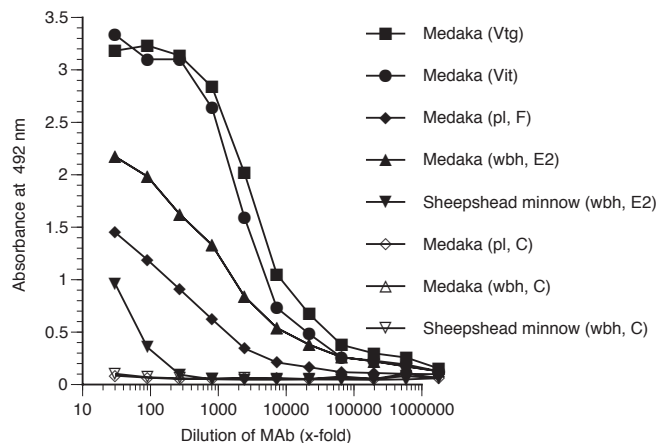 3.5
3
2.5
2
1.5
1
0.5
0
Absorbance at 492 nm
10 100 1000 10000 100000 1000000
Dilution of MAb (x-fold)
Medaka (Vtg)
Medaka (Vit)
Medaka (pl, F)
Medaka (wbh, E2)
Sheepshead minnow (wbh, E2)
Medaka (pl, C)
Medaka (wbh, C)
Sheepshead minnow (wbh, C)